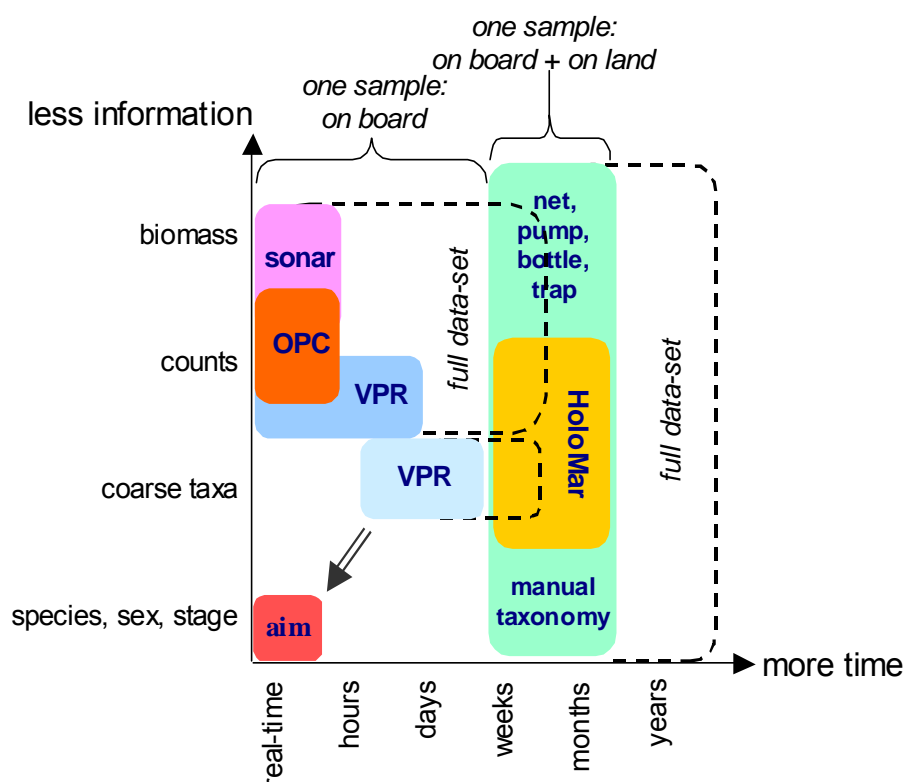 one sample:
on board + on land
one sample:
on board
less information
biomass
counts
coarse taxa
species, sex, stage
sonar
OPC
VPR
VPR
aim
full data-set
net,
pump,
bottle,
trap
HoloMar
manual
taxonomy
full data-set
more time
real-time
hours
days
weeks
months
years